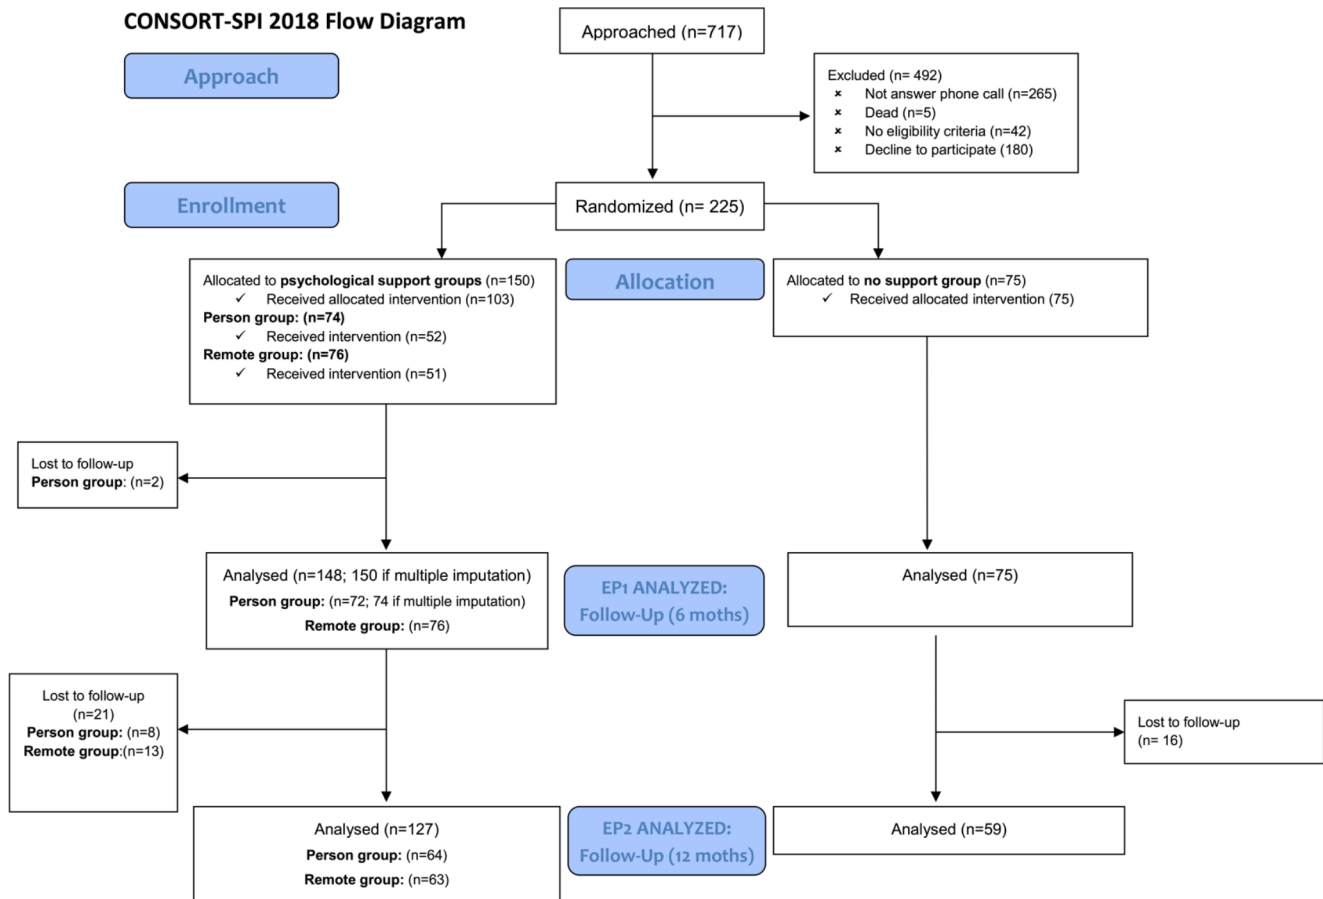 CONSORT-SPI 2018 Flow Diagram
Approached (n=717)
Approach
Excluded (n= 492)
× Not answer phone call (n=265)
× Dead (n=5)
× No eligibility criteria (n=42)
× Decline to participate (180)
Enrollment
Randomized (n= 225)
Allocated to psychological support groups (n=150)
✓ Received allocated intervention (n=103)
Person group: (n=74)
✓ Received intervention (n=52)
Remote group: (n=76)
✓ Received intervention (n=51)
Allocation
Allocated to no support group (n=75)
✓ Received allocated intervention (75)
Lost to follow-up
Person group: (n=2)
Analysed (n=148; 150 if multiple imputation)
Person group: (n=72; 74 if multiple imputation)
Remote group: (n=76)
EP1 ANALYZED:
Follow-Up (6 moths)
Analysed (n=75)
Lost to follow-up
(n=21)
Person group: (n=8)
Remote group:(n=13)
Lost to follow-up
(n= 16)
Analysed (n=127)
Person group: (n=64)
Remote group: (n=63)
EP2 ANALYZED:
Follow-Up (12 moths)
Analysed (n=59)